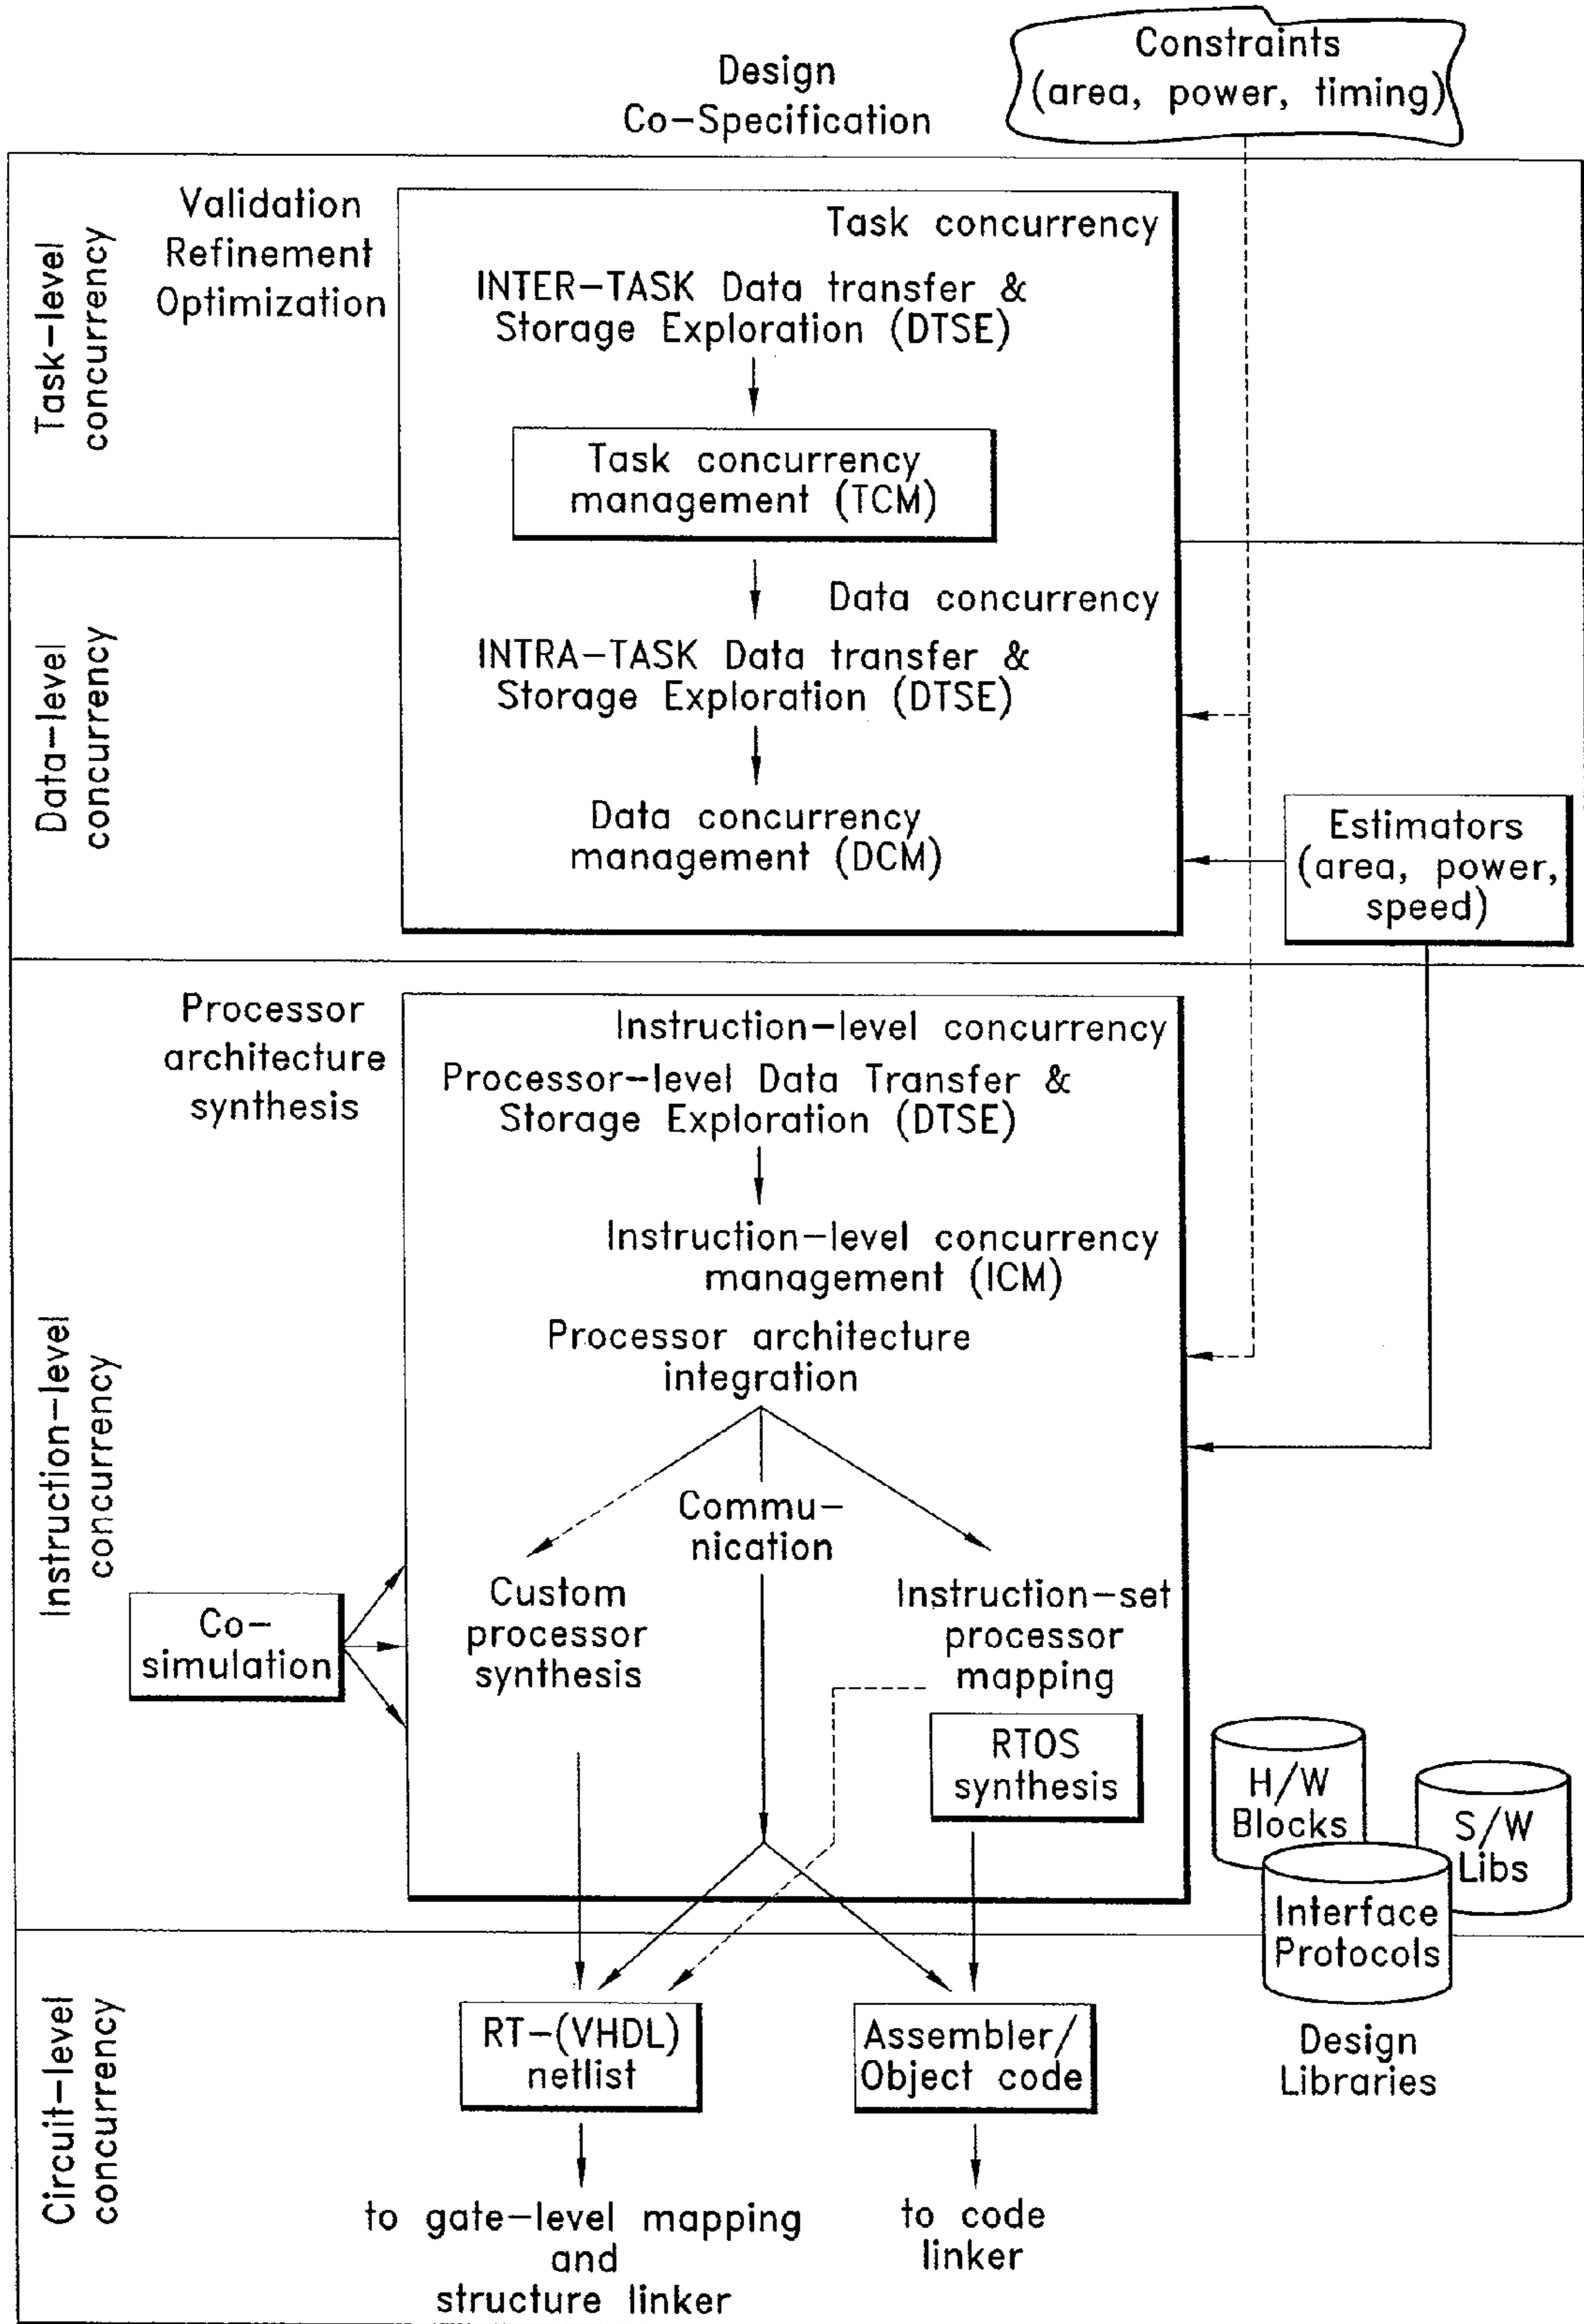 Design
Co-Specification
Constraints
(area, power, timing)
Task-level
concurrency
Validation
Refinement
Optimization
Task concurrency
INTER-TASK Data transfer &
Storage Exploration (DTSE)
Task concurrency
management (TCM)
Data-level
concurrency
Data concurrency
INTRA-TASK Data transfer &
Storage Exploration (DTSE)
Data concurrency
management (DCM)
Estimators
(area, power,
speed)
Instruction-level
concurrency
Processor
architecture
synthesis
Instruction-level concurrency
Processor-level Data Transfer &
Storage Exploration (DTSE)
Instruction-level concurrency
management (ICM)
Processor architecture
integration
Commu-
nication
Custom
processor
synthesis
Instruction-set
processor
mapping
Co-
simulation
RTOS
synthesis
H/W
Blocks
S/W
Libs
Interface
Protocols
Design
Libraries
Circuit-level
concurrency
RT-(VHDL)
netlist
Assembler/
Object code
to gate-level mapping
and
structure linker
to code
linker